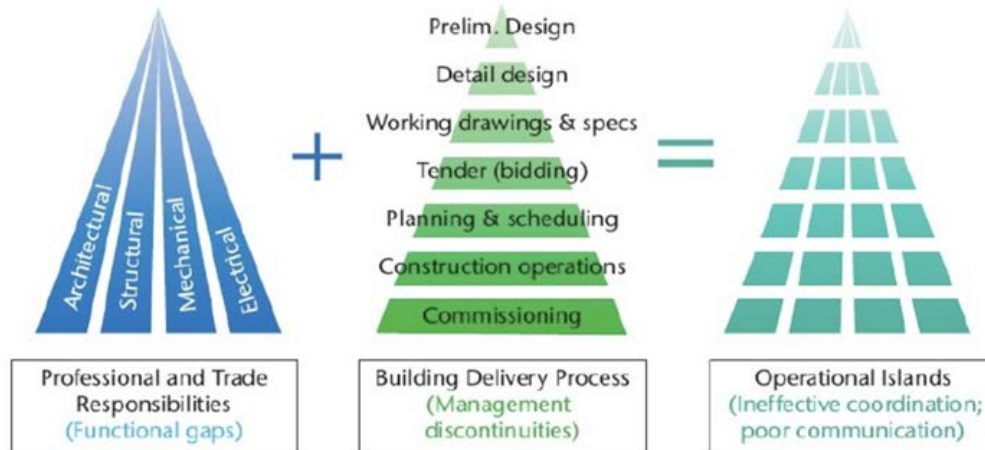 Architectural
Structural
Mechanical
Electrical
+
Prelim. Design
Detail design
Working drawings & specs
Tender (bidding)
Planning & scheduling
Construction operations
Commissioning
=
Professional and Trade
Responsibilities
(Functional gaps)
Building Delivery Process
(Management
discontinuities)
Operational Islands
(Ineffective coordination;
poor communication)